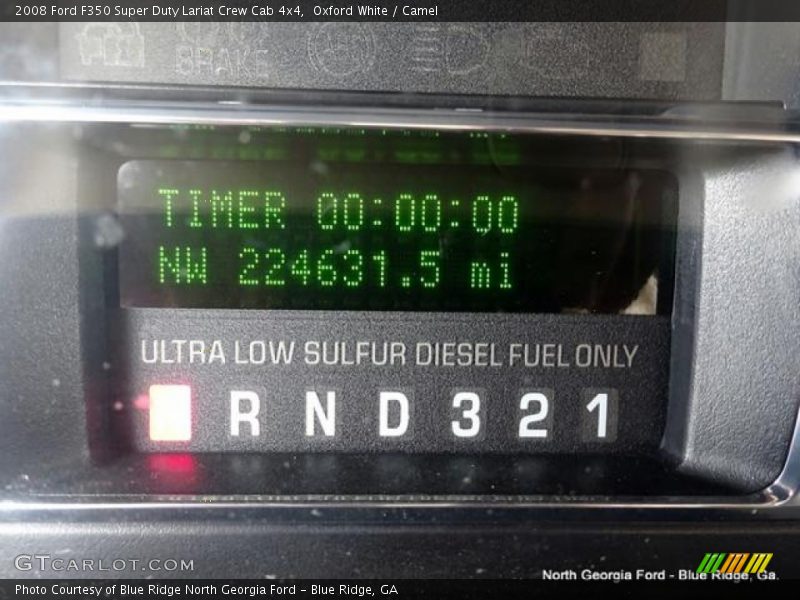 2008 Ford F350 Super Duty Lariat Crew Cab 4x4, Oxford White / Camel
BRAKE
TIMER 00:00:00
NW 224631.5 mi
ULTRA LOW SULFUR DIESEL FUEL ONLY
R N D 3 2 1
GTCARLOT.COM
North Georgia Ford - Blue Ridge, Ga.
Photo Courtesy of Blue Ridge North Georgia Ford – Blue Ridge, GA